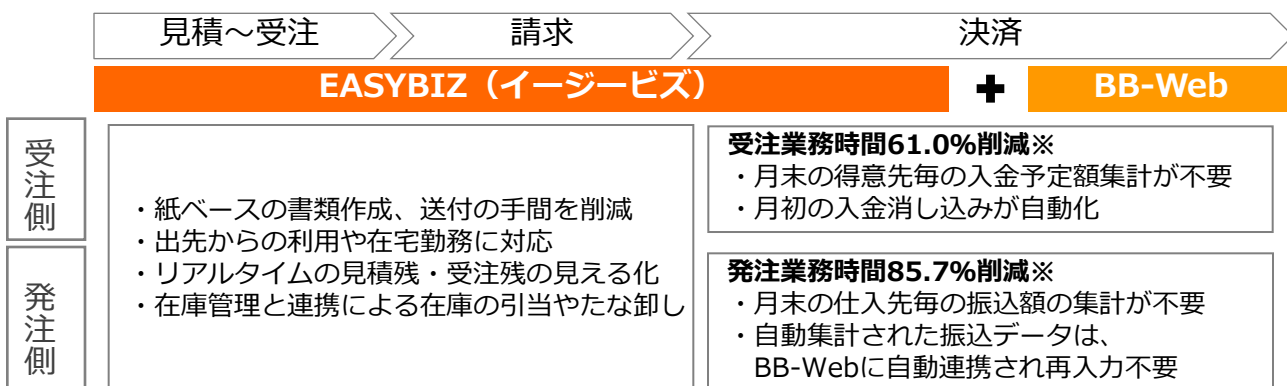 見積～受注
請求
決済
EASYBIZ（イージービズ）
+
BB-Web
受注側
・紙ベースの書類作成、送付の手間を削減
・出先からの利用や在宅勤務に対応
・リアルタイムの見積残・受注残の見える化
・在庫管理と連携による在庫の引当やたな卸し
受注業務時間61.0%削減※
・月末の得意先毎の入金予定額集計が不要
・月初の入金消し込みが自動化
発注側
発注業務時間85.7%削減※
・月末の仕入先毎の振込額の集計が不要
・自動集計された振込データは、
BB-Webに自動連携され再入力不要